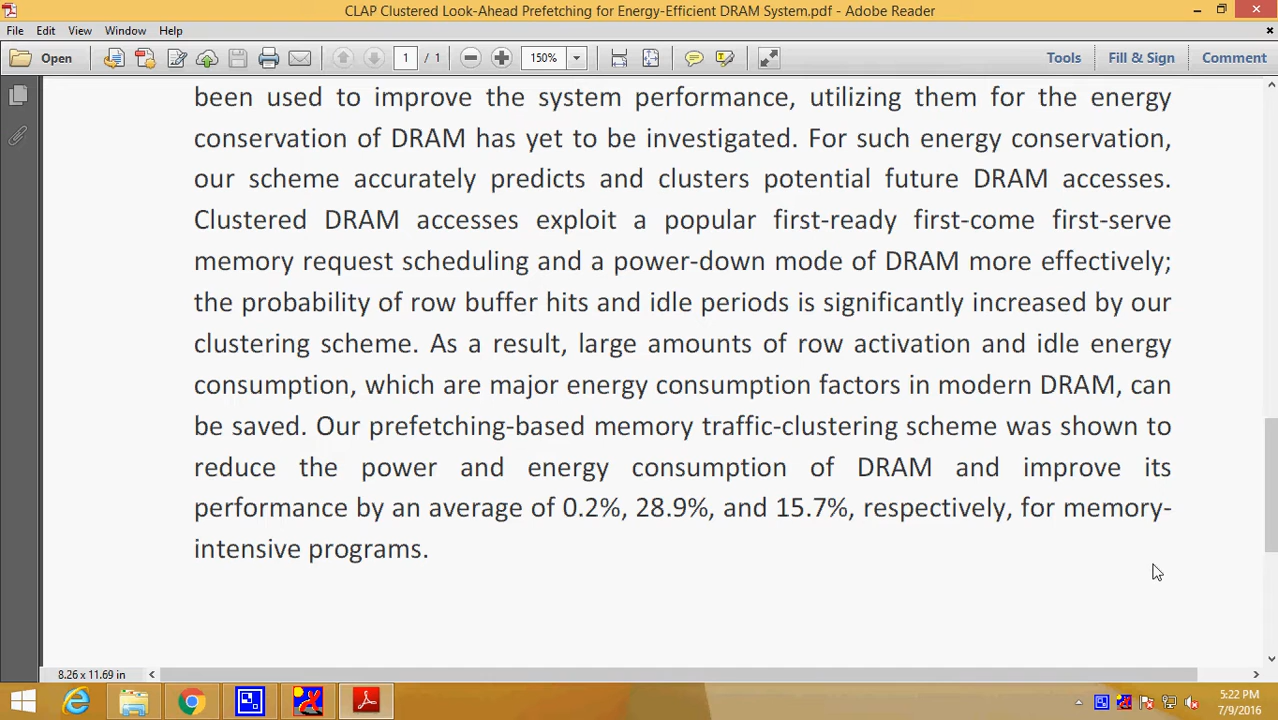 CLAP Clustered Look-Ahead Prefetching for Energy-Efficient DRAM System.pdf - Adobe Reader
File Edit View Window Help
Open 1 / 1 150% Tools Fill & Sign Comment
been used to improve the system performance, utilizing them for the energy
conservation of DRAM has yet to be investigated. For such energy conservation,
our scheme accurately predicts and clusters potential future DRAM accesses.
Clustered DRAM accesses exploit a popular first-ready first-come first-serve
memory request scheduling and a power-down mode of DRAM more effectively;
the probability of row buffer hits and idle periods is significantly increased by our
clustering scheme. As a result, large amounts of row activation and idle energy
consumption, which are major energy consumption factors in modern DRAM, can
be saved. Our prefetching-based memory traffic-clustering scheme was shown to
reduce the power and energy consumption of DRAM and improve its
performance by an average of 0.2%, 28.9%, and 15.7%, respectively, for memory-
intensive programs.
8.26 x 11.69 in
5:22 PM
7/9/2016